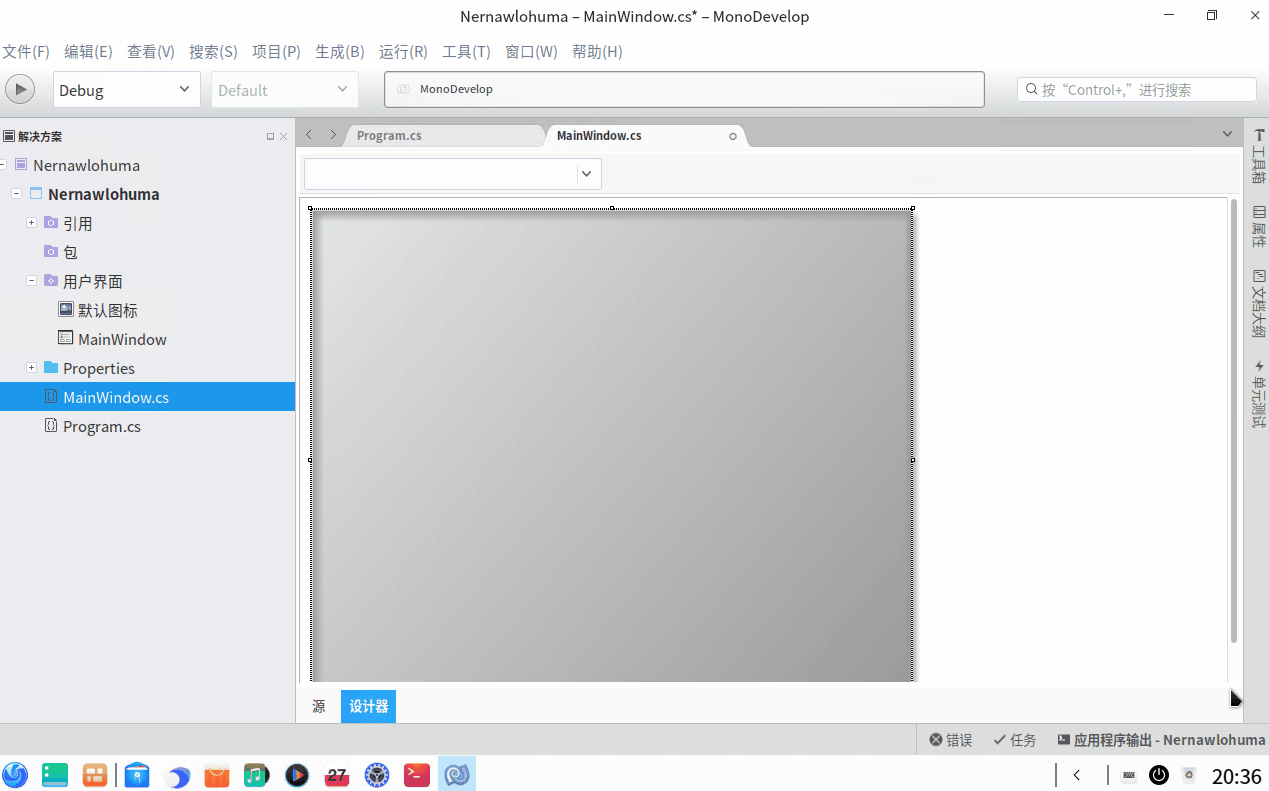 Nernawlohuma – MainWindow.cs* – MonoDevelop
文件(F) 编辑(E) 查看(V) 搜索(S) 项目(P) 生成(B) 运行(R) 工具(T) 窗口(W) 帮助(H)
Debug Default MonoDevelop 按“Control+,”进行搜索
解决方案 Program.cs MainWindow.cs
Nernawlohuma
Nernawlohuma
引用
包
用户界面
默认图标
MainWindow
Properties
MainWindow.cs
Program.cs
工具箱
属性
文档大纲
单元测试
源 设计器
错误 任务 应用程序输出 - Nernawlohuma
27 20:36